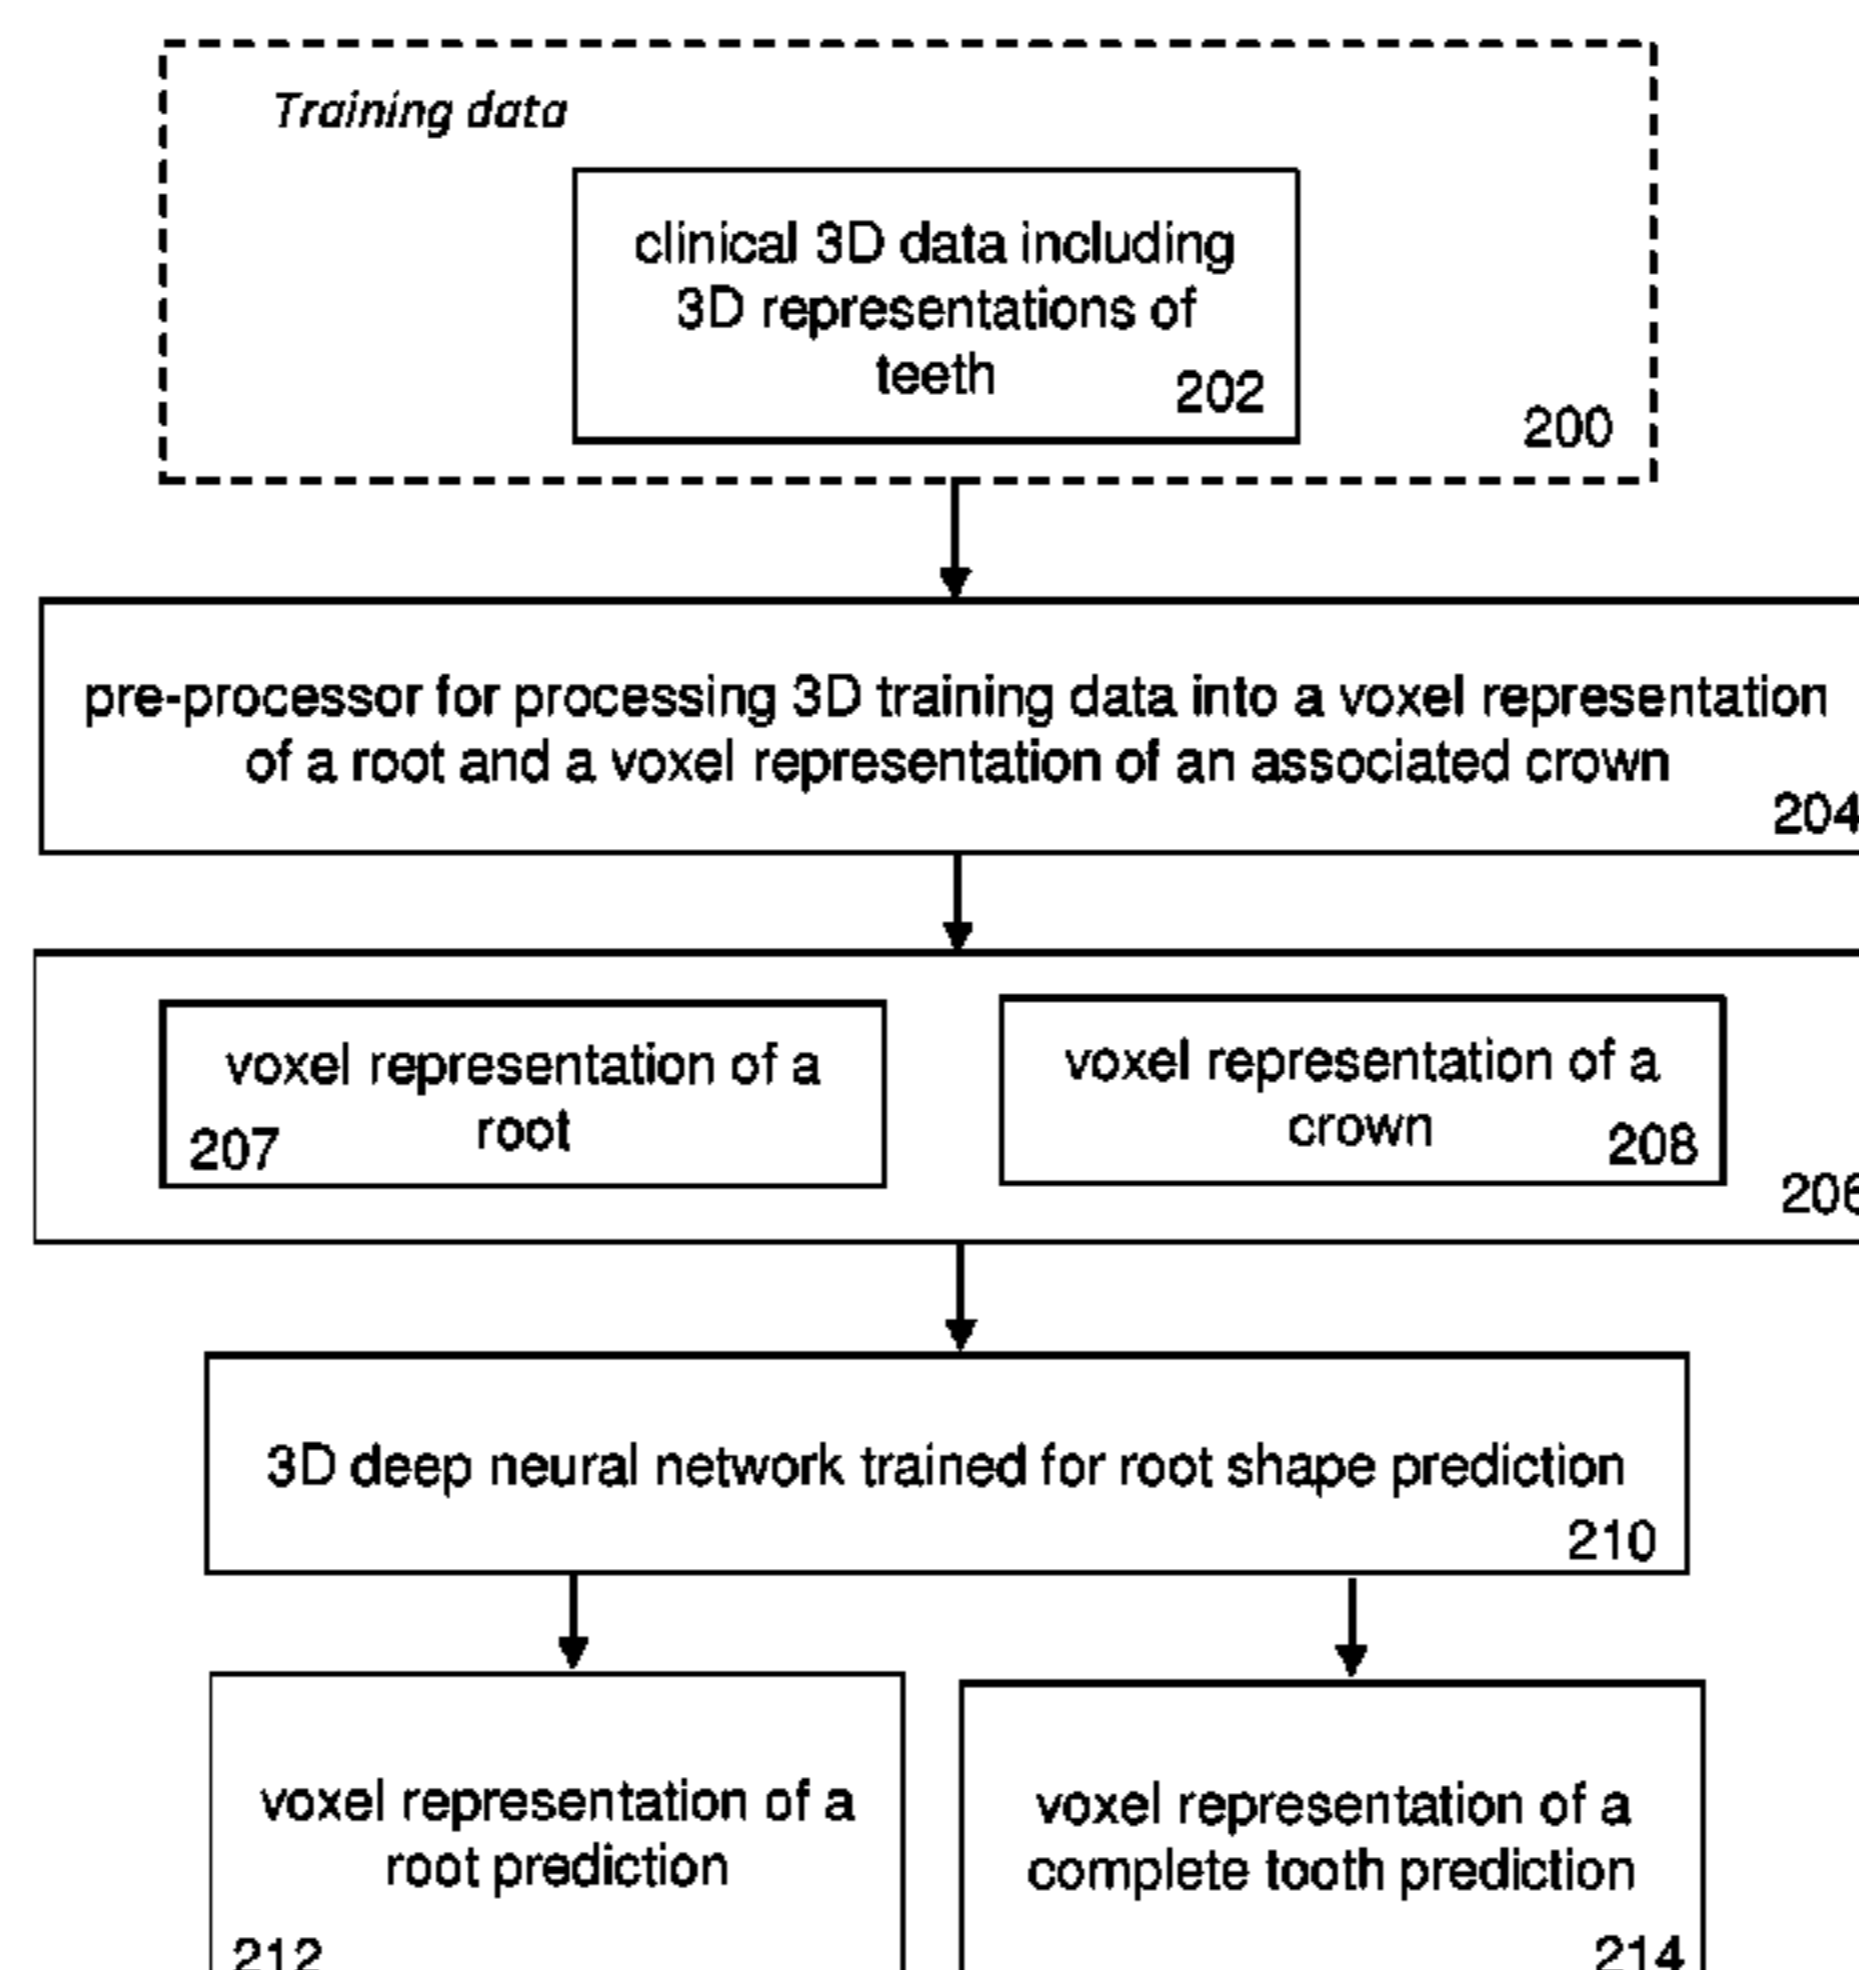 Training data
clinical 3D data including
3D representations of
teeth
202
200
pre-processor for processing 3D training data into a voxel representation
of a root and a voxel representation of an associated crown
204
voxel representation of a
root
207
voxel representation of a
crown
208
206
3D deep neural network trained for root shape prediction
210
voxel representation of a
root prediction
212
voxel representation of a
complete tooth prediction
214